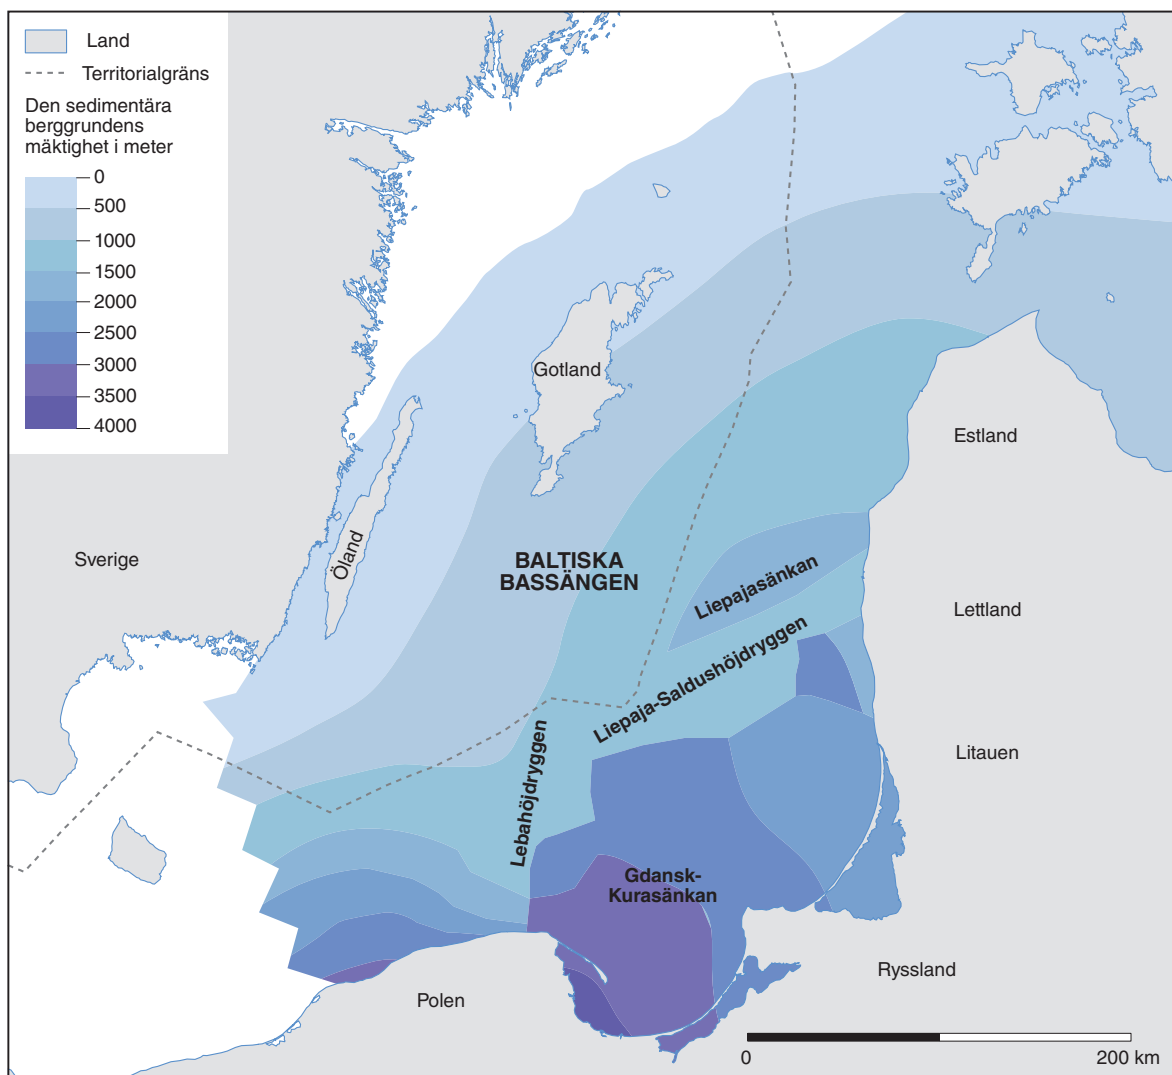 Land
Territorialgräns
Den sedimentära
berggrundens
mäktighet i meter
0
500
1000
1500
2000
2500
3000
3500
4000
Gotland
Estland
Öland
Sverige
BALTISKA
BASSÄNGEN
Liepajasänkan
Lettland
Liepaja-Saldushöjdryggen
Lebahöjdryggen
Litauen
Gdansk-
Kurasänkan
Ryssland
Polen
0
200 km